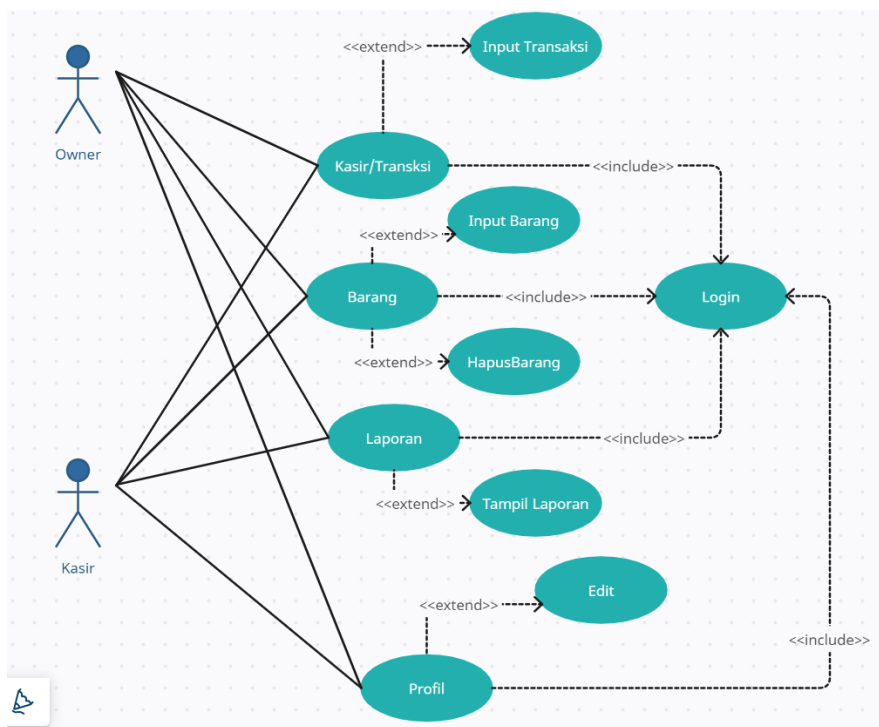 <<extend>>
Input Transaksi
Owner
Kasir/Transksi
<<include>>
Input Barang
<<extend>>
Barang
<<include>>
Login
<<extend>>
HapusBarang
Laporan
<<include>>
<<extend>>
Tampil Laporan
Kasir
Edit
<<extend>>
<<include>>
Profil